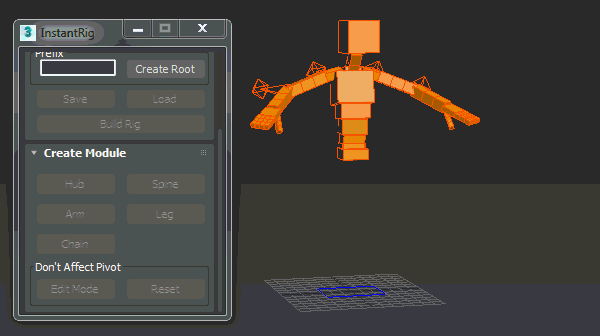 3 InstantRig
Prefix
Create Root
Save Load
Build Rig
Create Module
Hub Spine
Arm Leg
Chain
Don't Affect Pivot
Edit Mode Reset